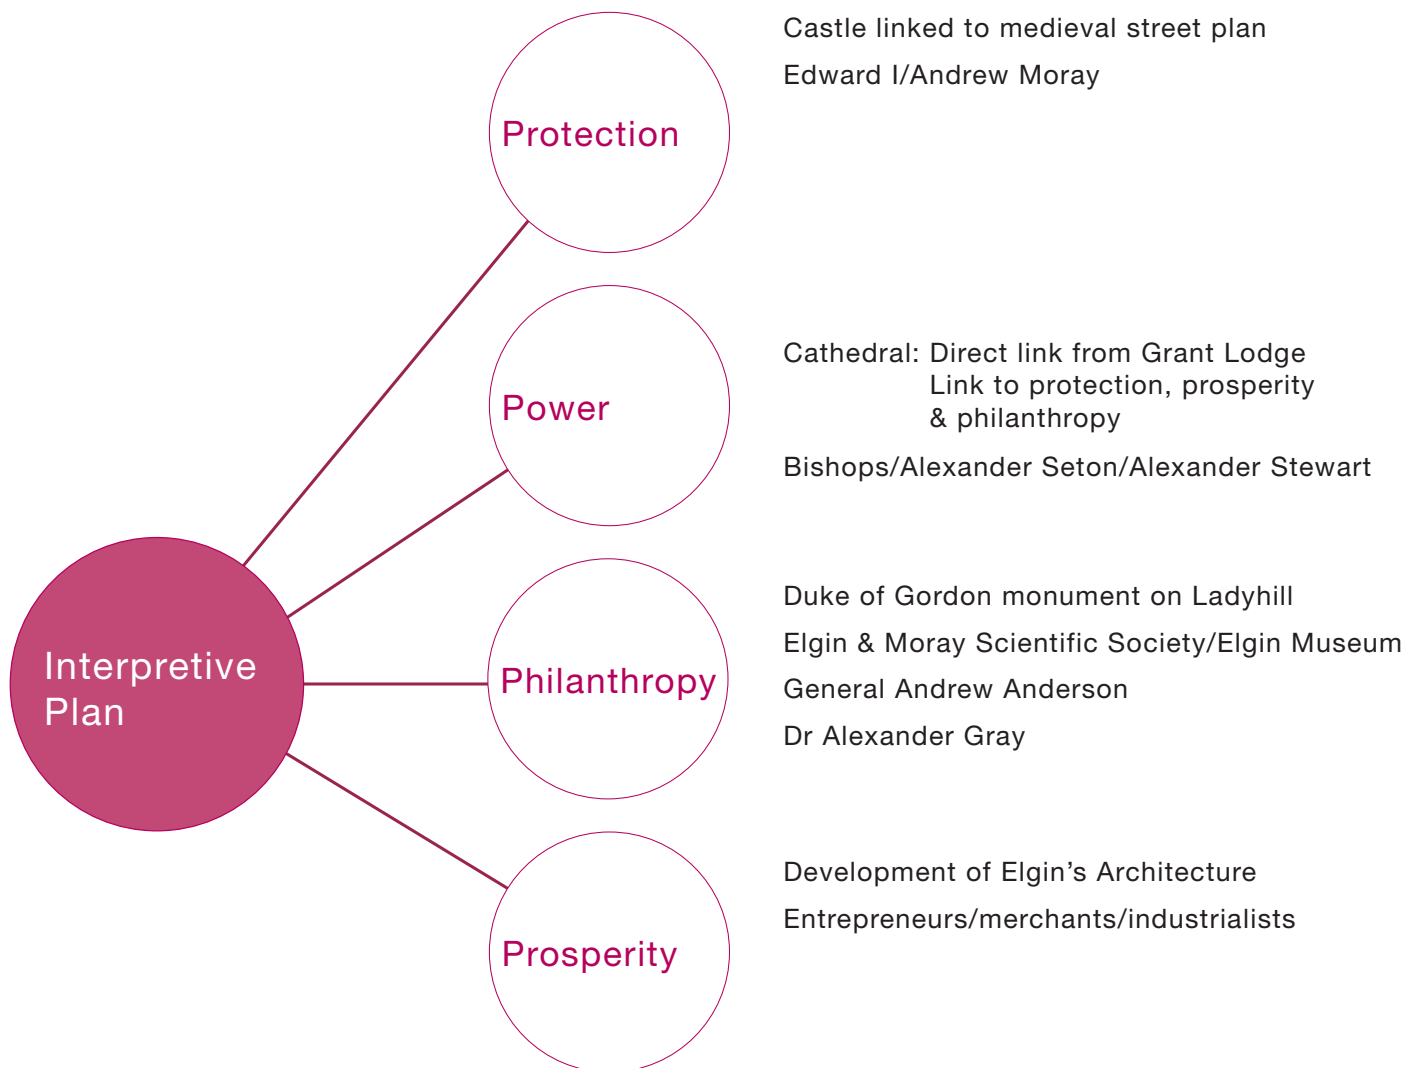 Interpretive
Plan
Protection
Castle linked to medieval street plan
Edward I/Andrew Moray
Power
Cathedral: Direct link from Grant Lodge
Link to protection, prosperity
& philanthropy
Bishops/Alexander Seton/Alexander Stewart
Philanthropy
Duke of Gordon monument on Ladyhill
Elgin & Moray Scientific Society/Elgin Museum
General Andrew Anderson
Dr Alexander Gray
Prosperity
Development of Elgin’s Architecture
Entrepreneurs/merchants/industrialists